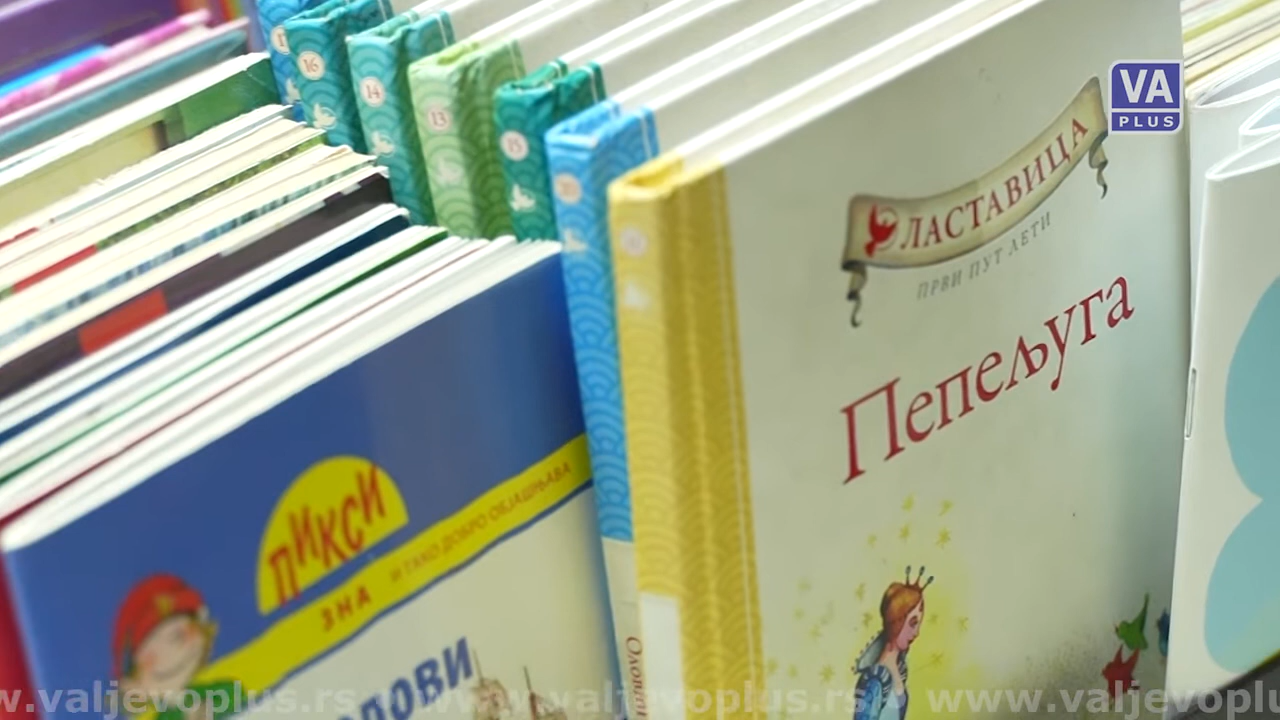 VA
PLUS
ЛАСТАВИЦА
ПРВИ ПУТ ЛЕТИ
Пепељуга
ПИКСИ
ЗНА И ТАКО ДОБРО ОБЈАШЊАВА
16
14
13
15
www.valjevoplus.rs
www.valjevoplus.rs